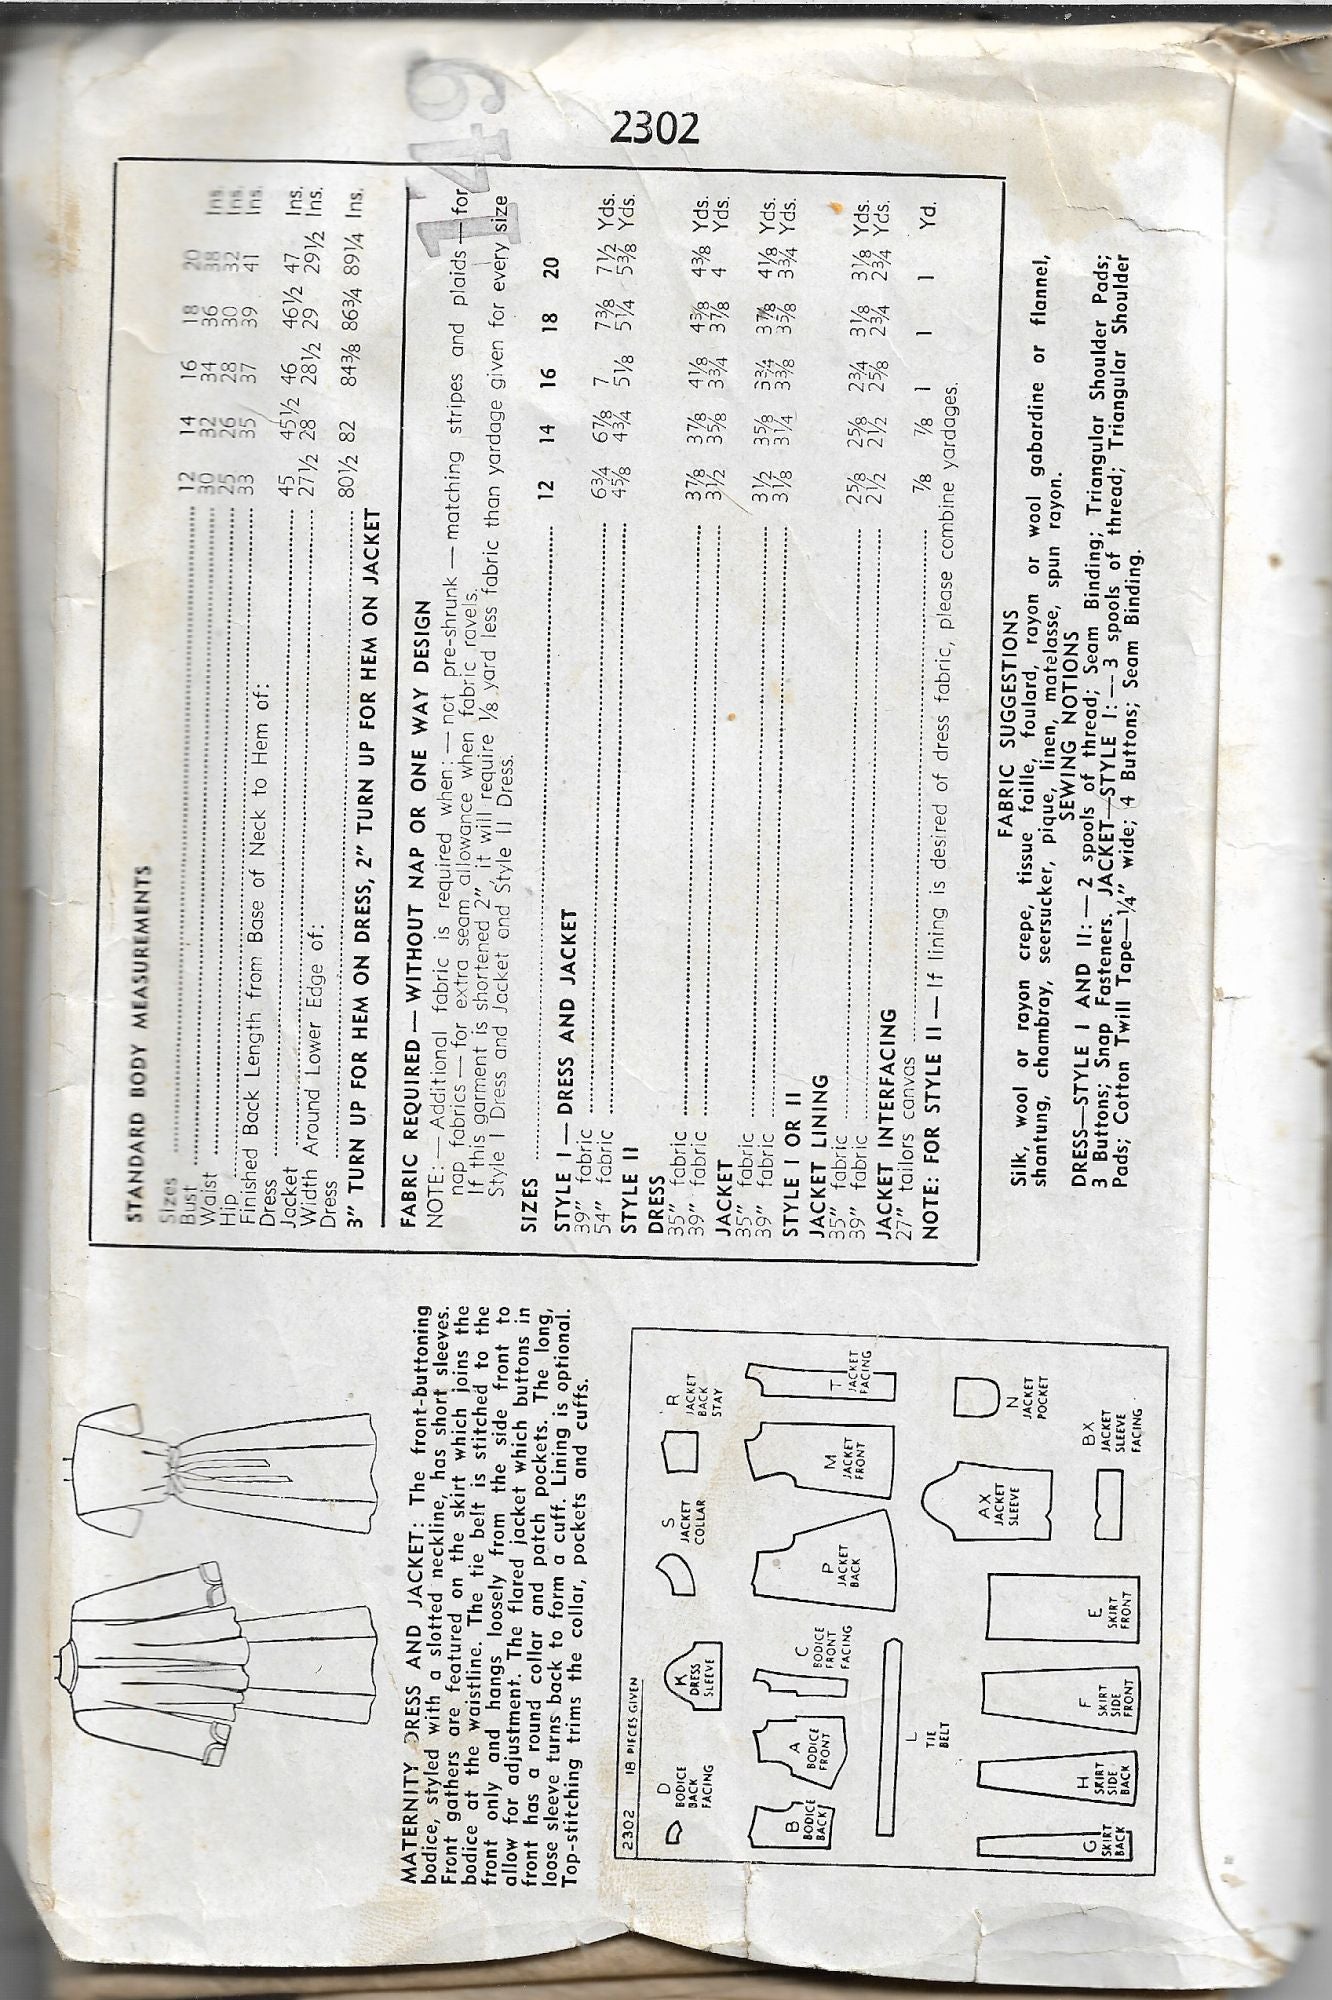 2302
149
MATERNITY DRESS AND JACKET: The front-buttoning
bodice, styled with a slotted neckline, has short sleeves.
Front gathers are featured on the skirt which joins the
bodice at the waistline. The tie belt is stitched to the
front only and hangs loosely from the side front to
allow for adjustment. The flared jacket which buttons in
front has a round collar and patch pockets. The long,
loose sleeve turns back to form a cuff. Lining is optional.
Top-stitching trims the collar, pockets and cuffs.
2302 18 PIECES GIVEN
D
BODICE
BACK
FACING
K
DRESS
SLEEVE
S
JACKET
COLLAR
R
JACKET
BACK
STAY
B
BODICE
BACK
A
BODICE
FRONT
C
BODICE
FRONT
FACING
P
JACKET
BACK
M
JACKET
FRONT
T
JACKET
FACING
L
TIE
BELT
AX
JACKET
SLEEVE
N
JACKET
POCKET
G
SKIRT
BACK
H
SKIRT
SIDE
BACK
F
SKIRT
SIDE
FRONT
E
SKIRT
FRONT
BX
JACKET
SLEEVE
FACING
STANDARD BODY MEASUREMENTS
Sizes 12 14 16 18 20
Bust 30 32 34 36 38 Ins.
Waist 25 26 28 30 32 Ins.
Hip 33 35 37 39 41 Ins.
Finished Back Length from Base of Neck to Hem of:
Dress 45 45½ 46 46½ 47 Ins.
Jacket 27½ 28 28½ 29 29½ Ins.
Width Around Lower Edge of:
Dress 80½ 82 84⅜ 86¾ 89¼ Ins.
3" TURN UP FOR HEM ON DRESS, 2" TURN UP FOR HEM ON JACKET
FABRIC REQUIRED — WITHOUT NAP OR ONE WAY DESIGN
NOTE: — Additional fabric is required when: — not pre-shrunk — matching stripes and plaids — for
nap fabrics — for extra seam allowance when fabric ravels.
If this garment is shortened 2", it will require ⅛ yard less fabric than yardage given for every size
Style I Dress and Jacket and Style II Dress.
SIZES 12 14 16 18 20
STYLE I — DRESS AND JACKET
39" fabric 6¾ 6⅞ 7 7⅜ 7½ Yds.
54" fabric 4⅝ 4¾ 5⅛ 5¼ 5⅜ Yds.
STYLE II
DRESS
35" fabric 3⅞ 3⅞ 4⅛ 4⅜ 4⅜ Yds.
39" fabric 3½ 3⅝ 3¾ 3⅞ 4 Yds.
JACKET
35" fabric 3½ 3⅝ 3¾ 3⅞ 4⅛ Yds.
39" fabric 3⅛ 3¼ 3⅜ 3⅝ 3¾ Yds.
STYLE I OR II
JACKET LINING
35" fabric 2⅝ 2⅝ 2¾ 3⅛ 3⅛ Yds.
39" fabric 2½ 2½ 2⅝ 2¾ 2¾ Yds.
JACKET INTERFACING
27" tailors canvas ⅞ ⅞ 1 1 1 Yd.
NOTE: FOR STYLE II — If lining is desired of dress fabric, please combine yardages.
FABRIC SUGGESTIONS
Silk, wool or rayon crepe, tissue faille, foulard, rayon or wool gabardine or flannel,
shantung, chambray, seersucker, pique, linen, matelasse, spun rayon.
SEWING NOTIONS
DRESS—STYLE I AND II: — 2 spools of thread; Seam Binding; Triangular Shoulder Pads;
3 Buttons; Snap Fasteners. JACKET—STYLE I: — 3 spools of thread; Triangular Shoulder
Pads; Cotton Twill Tape—¼" wide; 4 Buttons; Seam Binding.